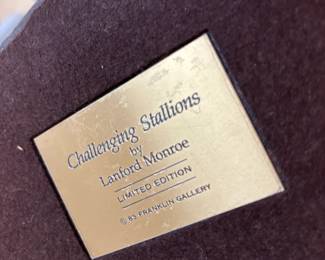 Challenging Stallions
by
Lanford Monroe
LIMITED EDITION
© 83 FRANKLIN GALLERY